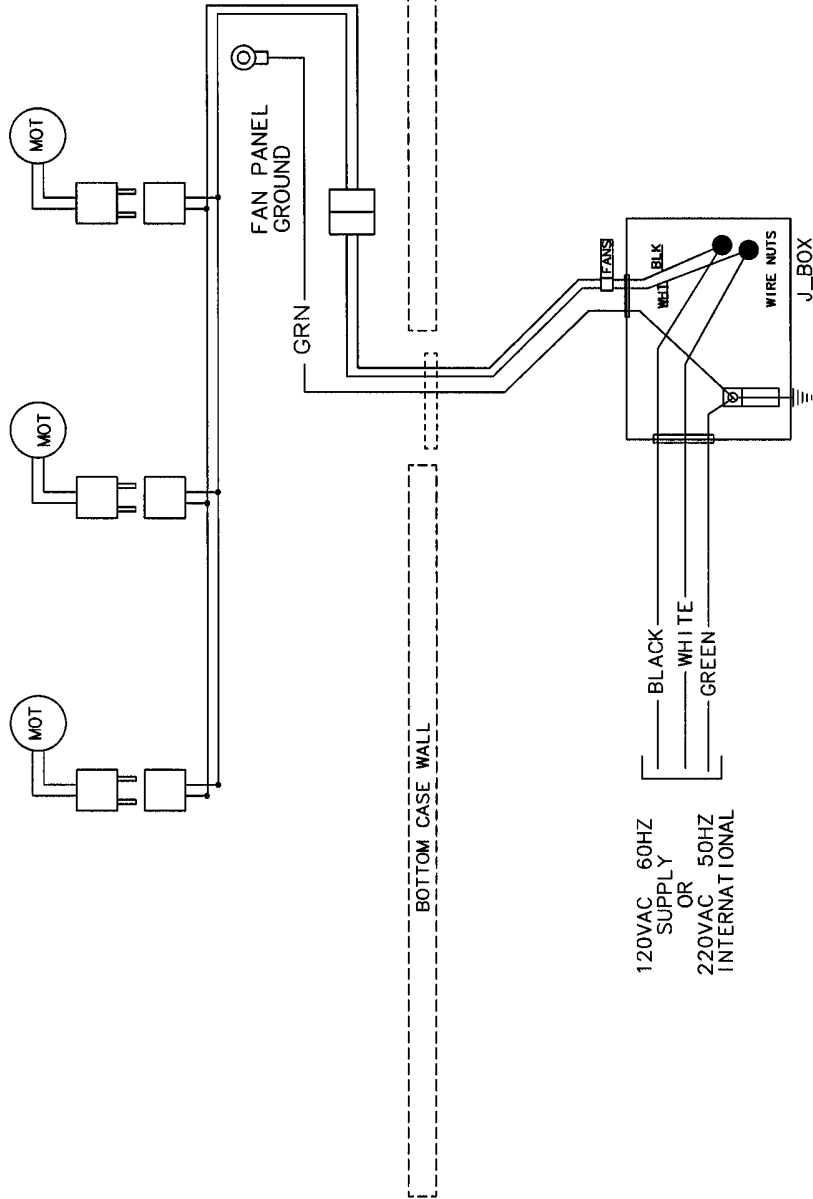 MOT
MOT
MOT
FAN PANEL
GROUND
GRN
BOTTOM CASE WALL
FANS
BLK
WHT
WIRE NUTS
J_BOX
BLACK
WHITE
GREEN
120VAC 60HZ
SUPPLY
OR
220VAC 50HZ
INTERNATIONAL